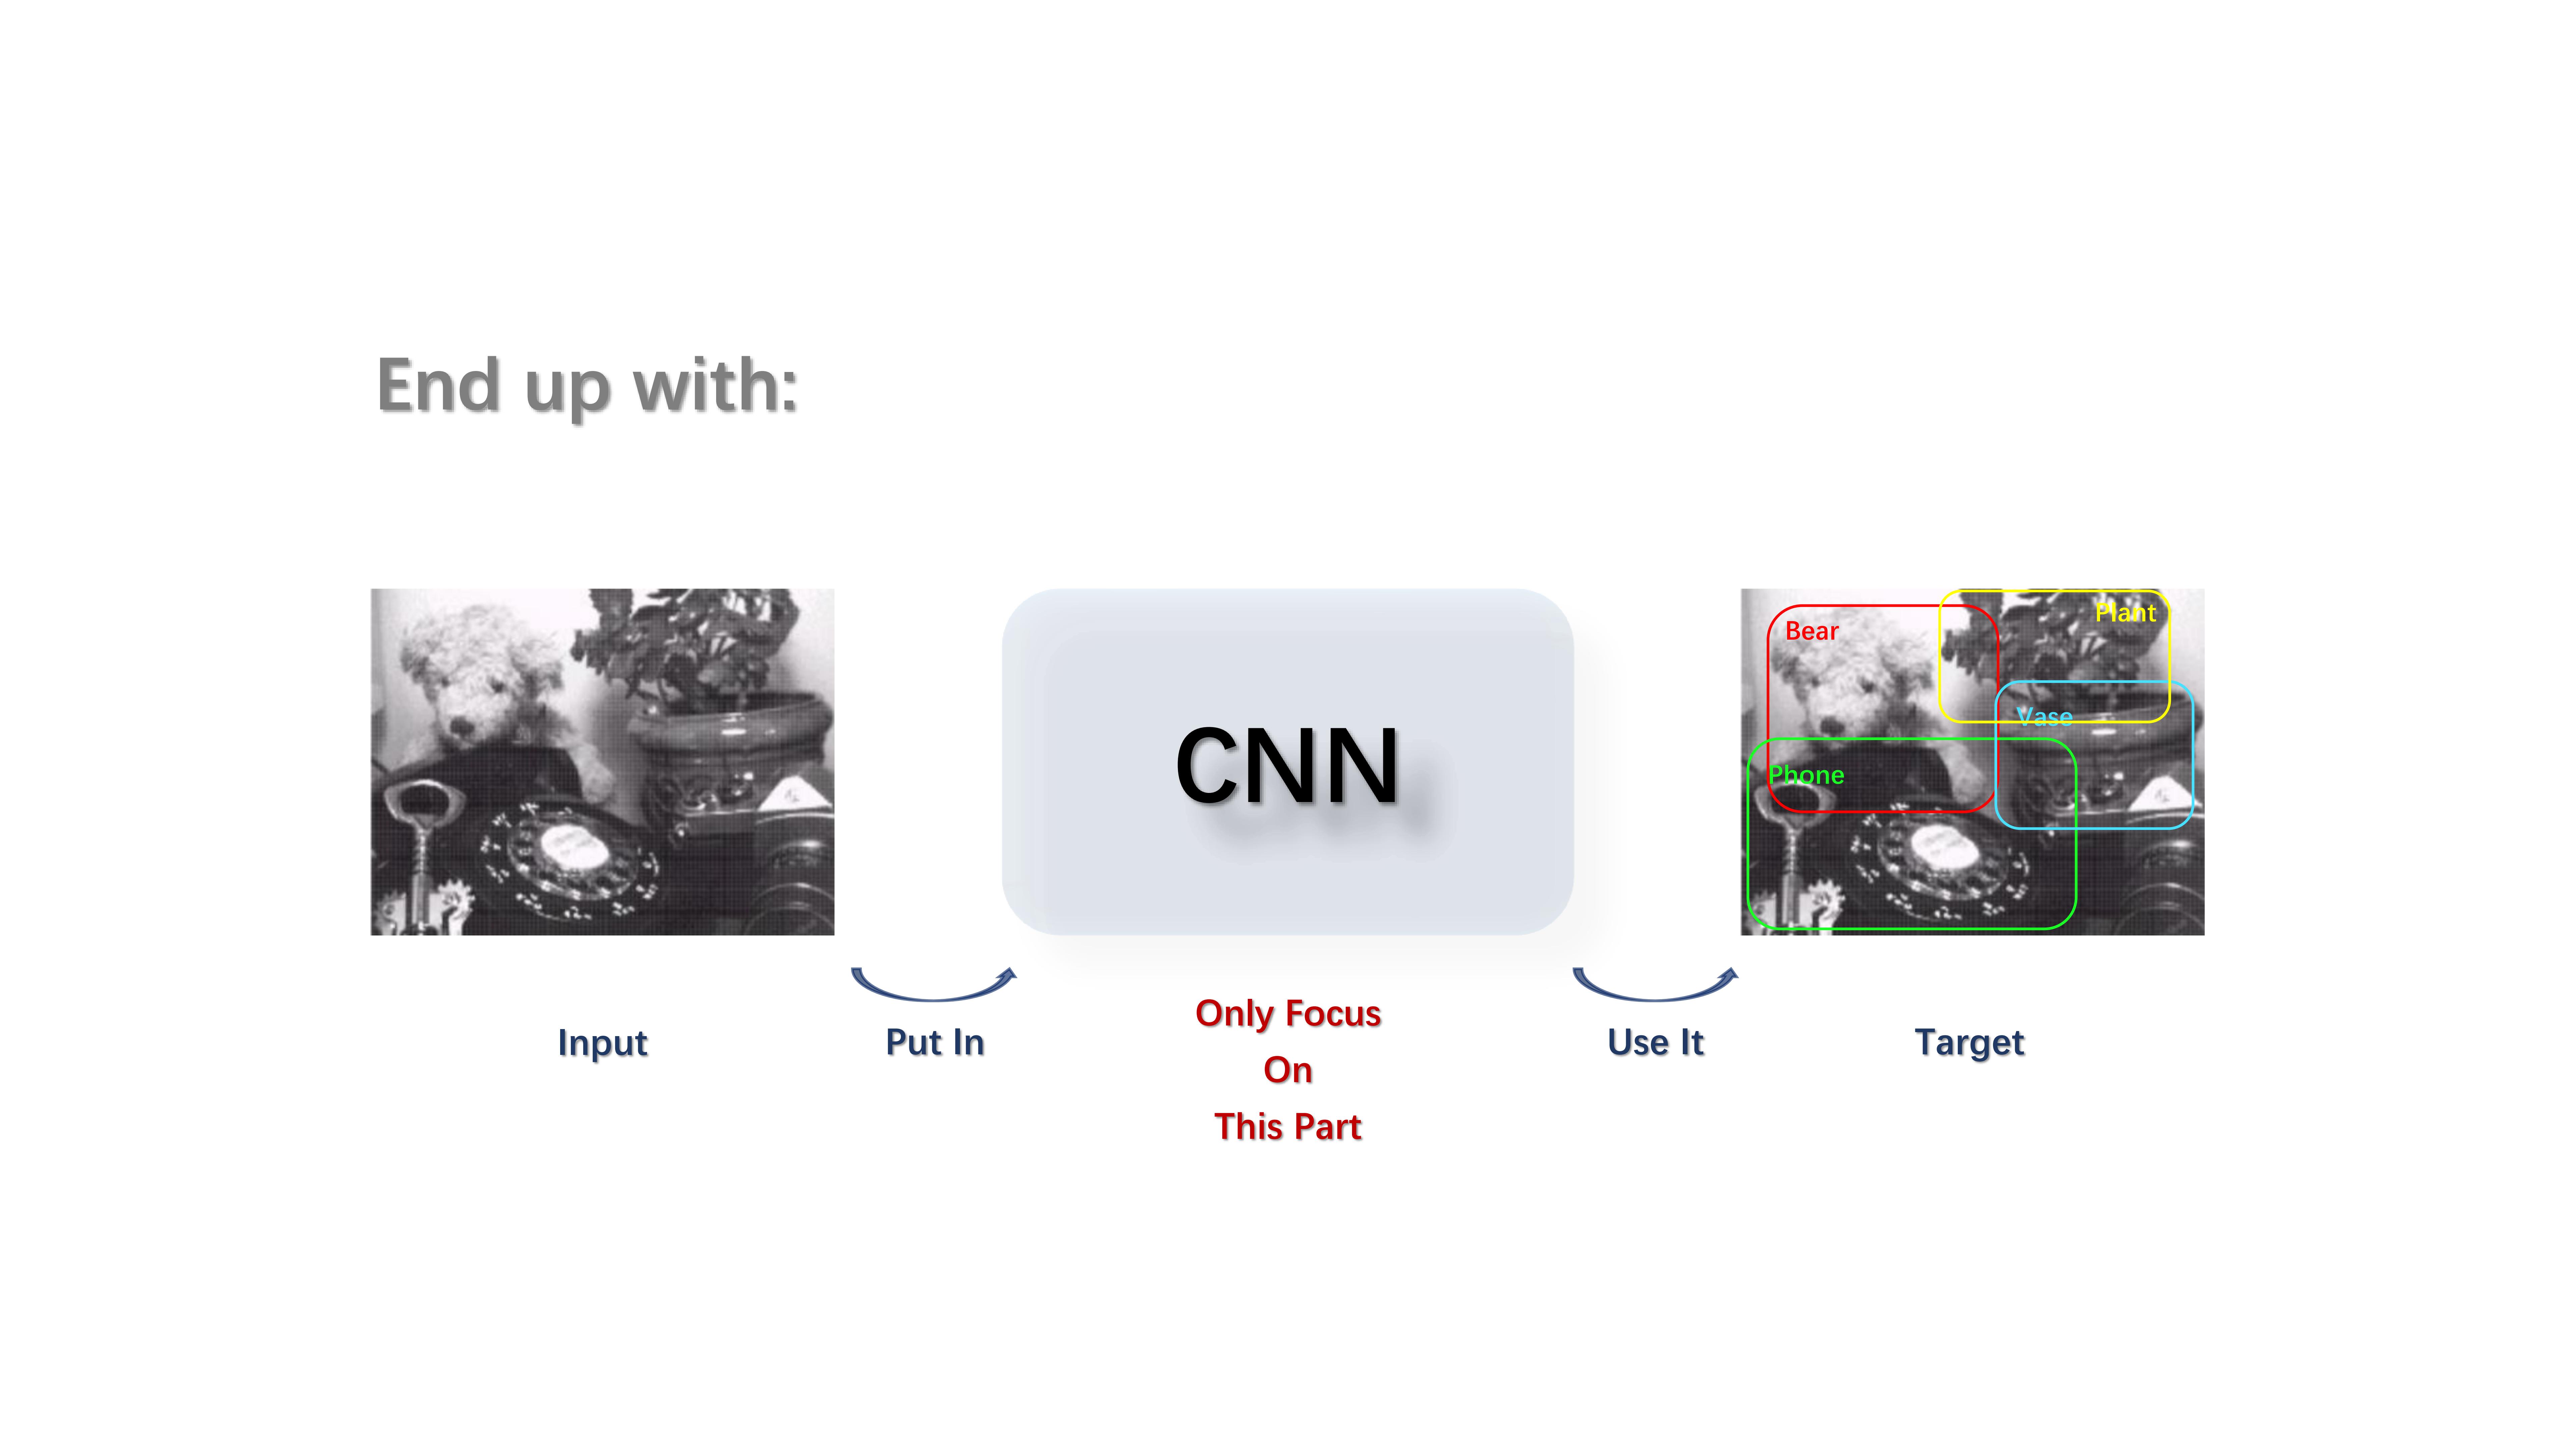 End up with:
Bear
Plant
Vase
Phone
CNN
Input
Put In
Only Focus
On
This Part
Use It
Target